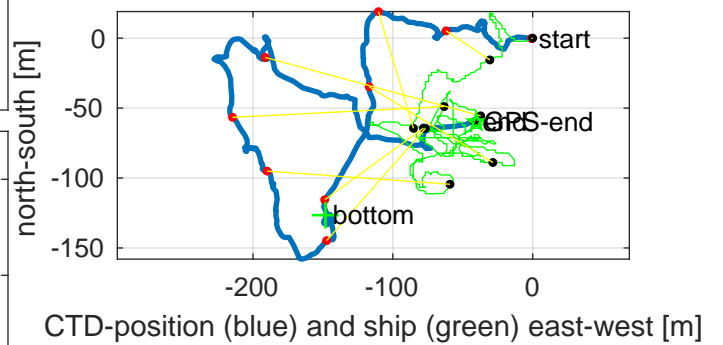 north-south [m]
0
-50
-100
-150
start
GPS-end
end
bottom
-200
-100
0
CTD-position (blue) and ship (green) east-west [m]